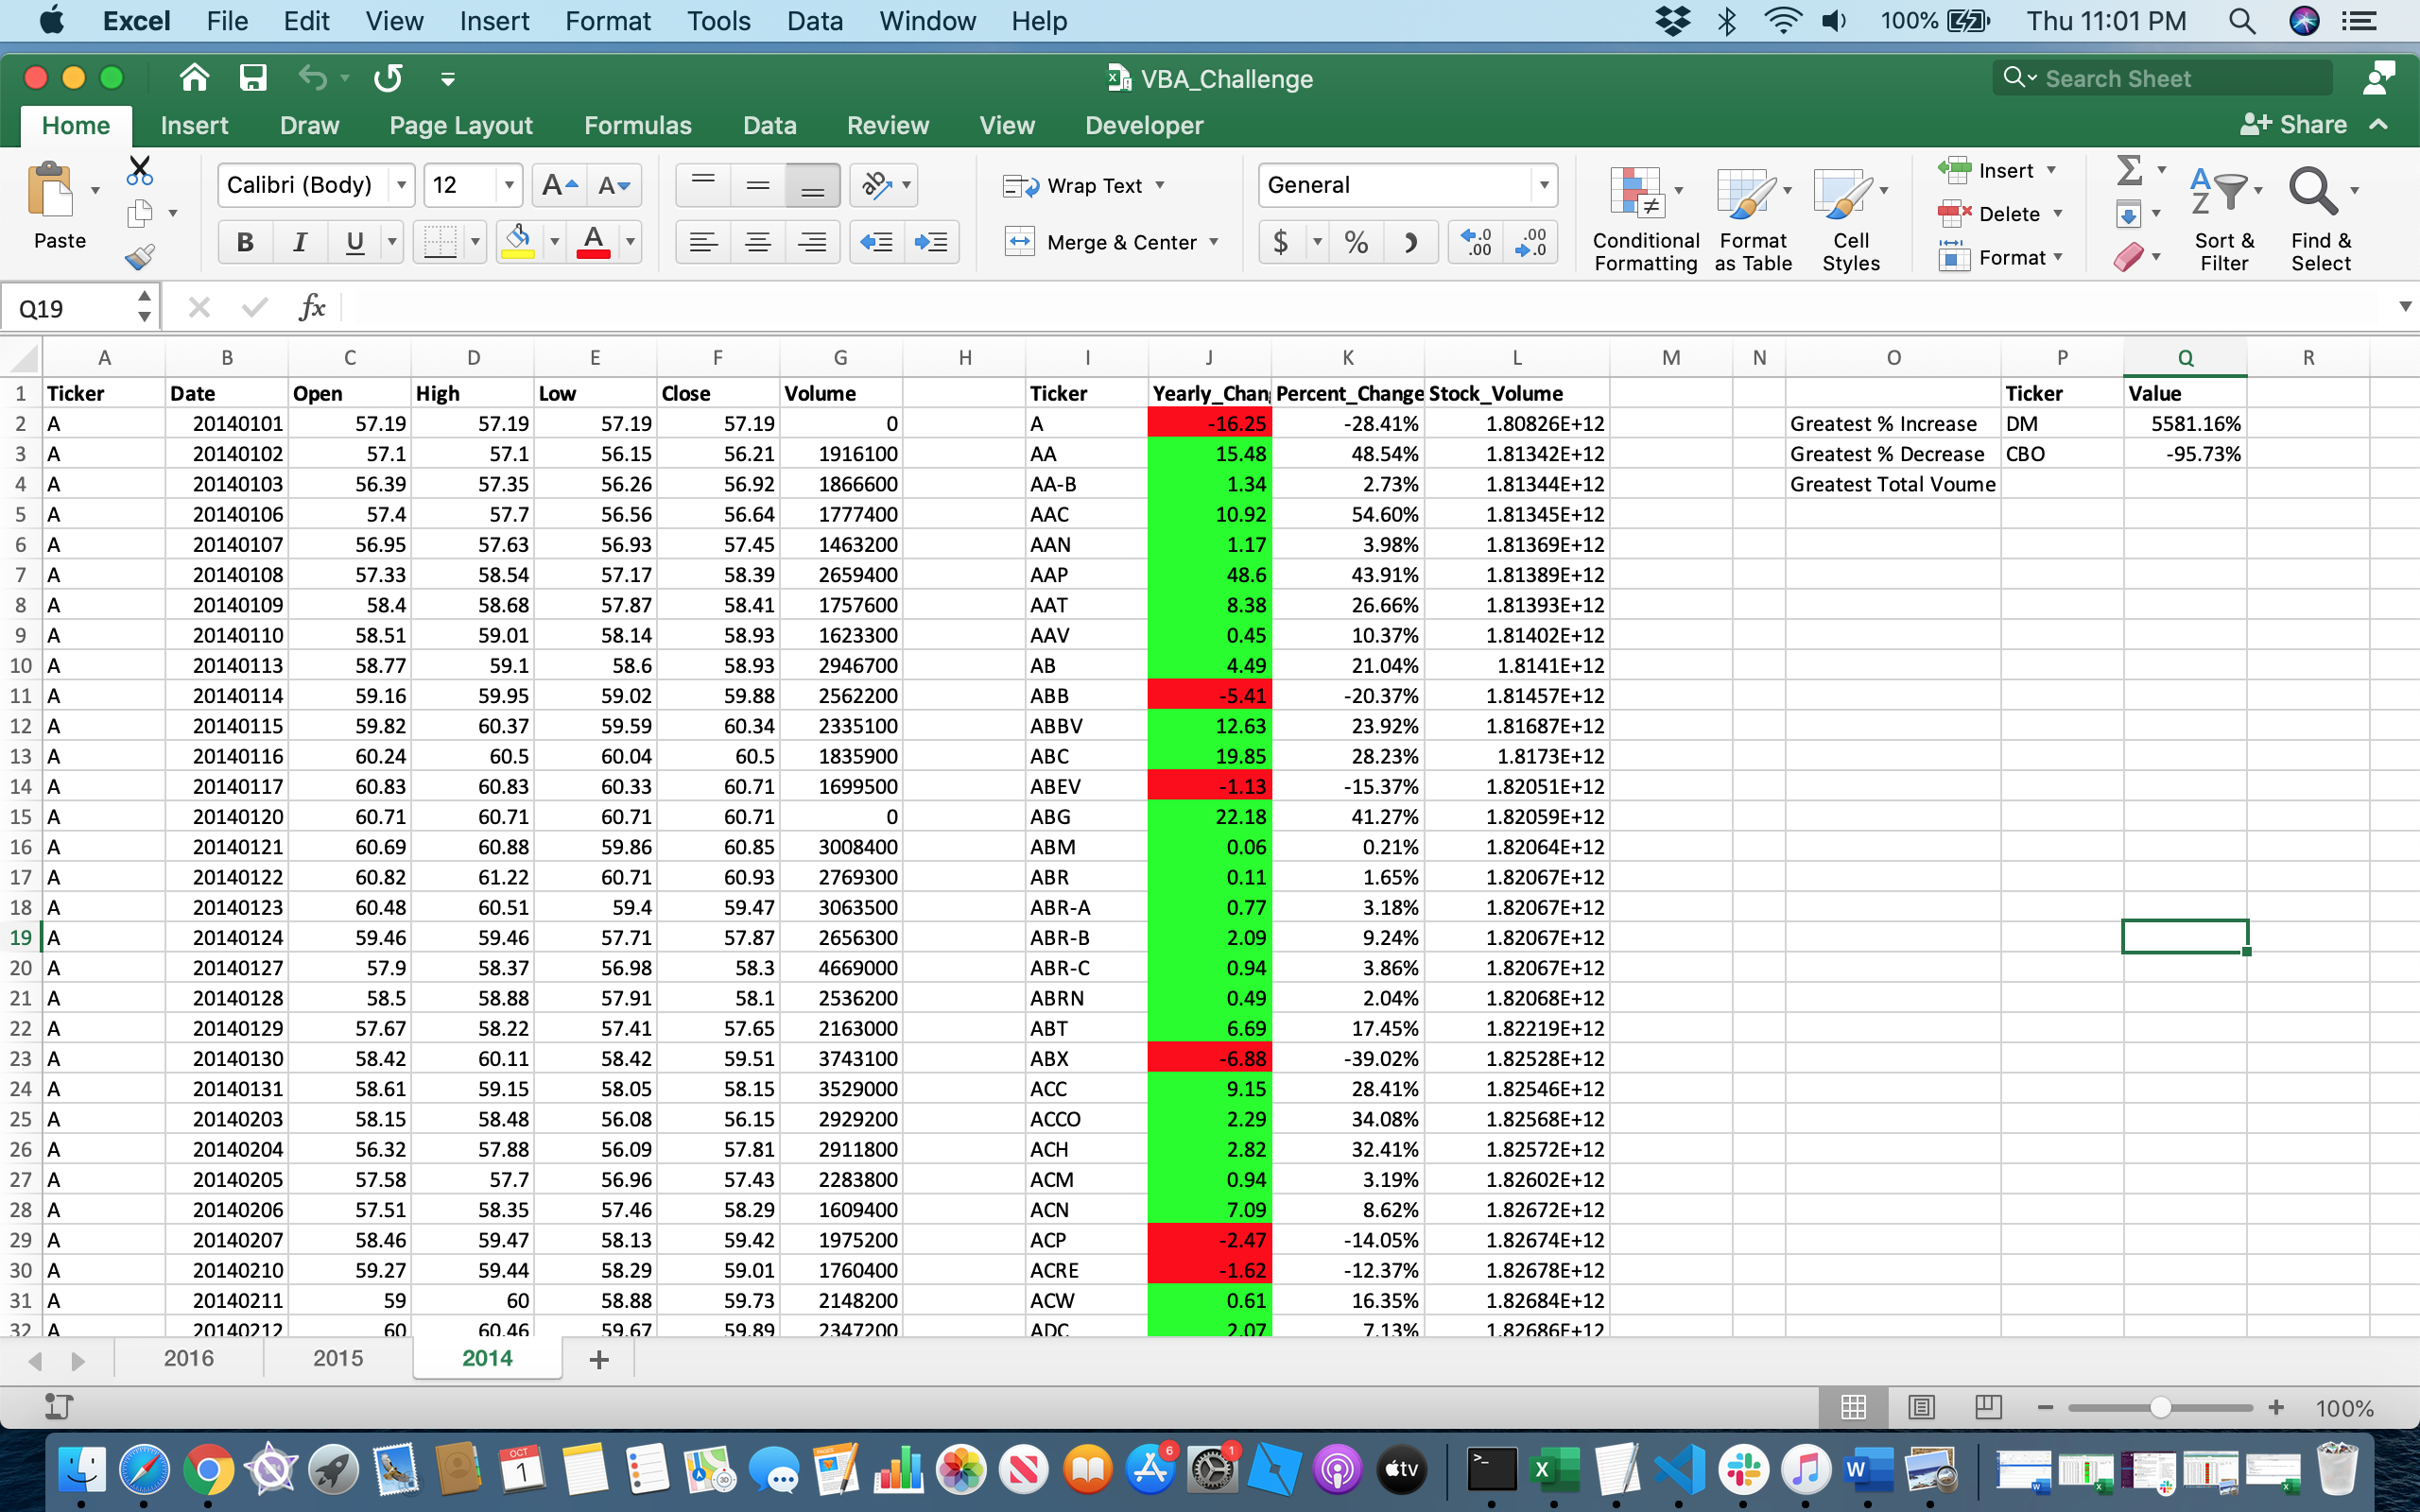 Excel File Edit View Insert Format Tools Data Window Help 100% Thu 11:01 PM
VBA_Challenge Search Sheet
Home Insert Draw Page Layout Formulas Data Review View Developer Share
Paste Calibri (Body) 12 A A ab Wrap Text General Insert
B I U A Merge & Center $ % Conditional Formatting Format as Table Cell Styles Delete Format Sort & Filter Find & Select
Q19 fx
A B C D E F G H I J K L M N O P Q R
1 Ticker Date Open High Low Close Volume Ticker Yearly_Chan Percent_Change Stock_Volume Ticker Value
2 A 20140101 57.19 57.19 57.19 57.19 0 A -16.25 -28.41% 1.80826E+12 Greatest % Increase DM 5581.16%
3 A 20140102 57.1 57.1 56.15 56.21 1916100 AA 15.48 48.54% 1.81342E+12 Greatest % Decrease CBO -95.73%
4 A 20140103 56.39 57.35 56.26 56.92 1866600 AA-B 1.34 2.73% 1.81344E+12 Greatest Total Voume
5 A 20140106 57.4 57.7 56.56 56.64 1777400 AAC 10.92 54.60% 1.81345E+12
6 A 20140107 56.95 57.63 56.93 57.45 1463200 AAN 1.17 3.98% 1.81369E+12
7 A 20140108 57.33 58.54 57.17 58.39 2659400 AAP 48.6 43.91% 1.81389E+12
8 A 20140109 58.4 58.68 57.87 58.41 1757600 AAT 8.38 26.66% 1.81393E+12
9 A 20140110 58.51 59.01 58.14 58.93 1623300 AAV 0.45 10.37% 1.81402E+12
10 A 20140113 58.77 59.1 58.6 58.93 2946700 AB 4.49 21.04% 1.8141E+12
11 A 20140114 59.16 59.95 59.02 59.88 2562200 ABB -5.41 -20.37% 1.81457E+12
12 A 20140115 59.82 60.37 59.59 60.34 2335100 ABBV 12.63 23.92% 1.81687E+12
13 A 20140116 60.24 60.5 60.04 60.5 1835900 ABC 19.85 28.23% 1.8173E+12
14 A 20140117 60.83 60.83 60.33 60.71 1699500 ABEV -1.13 -15.37% 1.82051E+12
15 A 20140120 60.71 60.71 60.71 60.71 0 ABG 22.18 41.27% 1.82059E+12
16 A 20140121 60.69 60.88 59.86 60.85 3008400 ABM 0.06 0.21% 1.82064E+12
17 A 20140122 60.82 61.22 60.71 60.93 2769300 ABR 0.11 1.65% 1.82067E+12
18 A 20140123 60.48 60.51 59.4 59.47 3063500 ABR-A 0.77 3.18% 1.82067E+12
19 A 20140124 59.46 59.46 57.71 57.87 2656300 ABR-B 2.09 9.24% 1.82067E+12
20 A 20140127 57.9 58.37 56.98 58.3 4669000 ABR-C 0.94 3.86% 1.82067E+12
21 A 20140128 58.5 58.88 57.91 58.1 2536200 ABRN 0.49 2.04% 1.82068E+12
22 A 20140129 57.67 58.22 57.41 57.65 2163000 ABT 6.69 17.45% 1.82219E+12
23 A 20140130 58.42 60.11 58.42 59.51 3743100 ABX -6.88 -39.02% 1.82528E+12
24 A 20140131 58.61 59.15 58.05 58.15 3529000 ACC 9.15 28.41% 1.82546E+12
25 A 20140203 58.15 58.48 56.08 56.15 2929200 ACCO 2.29 34.08% 1.82568E+12
26 A 20140204 56.32 57.88 56.09 57.81 2911800 ACH 2.82 32.41% 1.82572E+12
27 A 20140205 57.58 57.7 56.96 57.43 2283800 ACM 0.94 3.19% 1.82602E+12
28 A 20140206 57.51 58.35 57.46 58.29 1609400 ACN 7.09 8.62% 1.82672E+12
29 A 20140207 58.46 59.47 58.13 59.42 1975200 ACP -2.47 -14.05% 1.82674E+12
30 A 20140210 59.27 59.44 58.29 59.01 1760400 ACRE -1.62 -12.37% 1.82678E+12
31 A 20140211 59 60 58.88 59.73 2148200 ACW 0.61 16.35% 1.82684E+12
32 A 20140212 60 60.46 59.67 59.89 2347200 ADC 2.07 7.13% 1.82686E+12
2016 2015 2014
100%
OCT 1 PAGES 6 1 tv X W